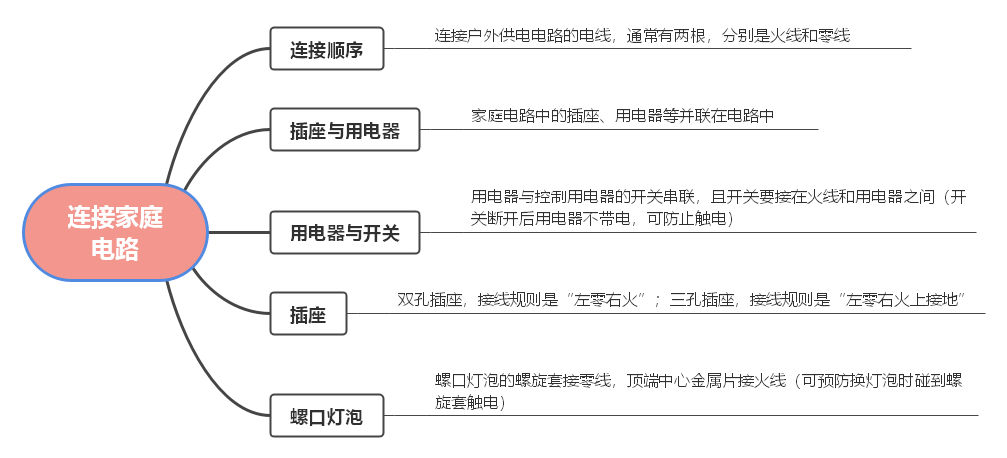 连接家庭
电路
连接顺序
连接户外供电电路的电线，通常有两根，分别是火线和零线
插座与用电器
家庭电路中的插座、用电器等并联在电路中
用电器与开关
用电器与控制用电器的开关串联，且开关要接在火线和用电器之间（开
关断开后用电器不带电，可防止触电）
插座
双孔插座，接线规则是“左零右火”；三孔插座，接线规则是“左零右火上接地”
螺口灯泡
螺口灯泡的螺旋套接零线，顶端中心金属片接火线（可预防换灯泡时碰到螺
旋套触电）